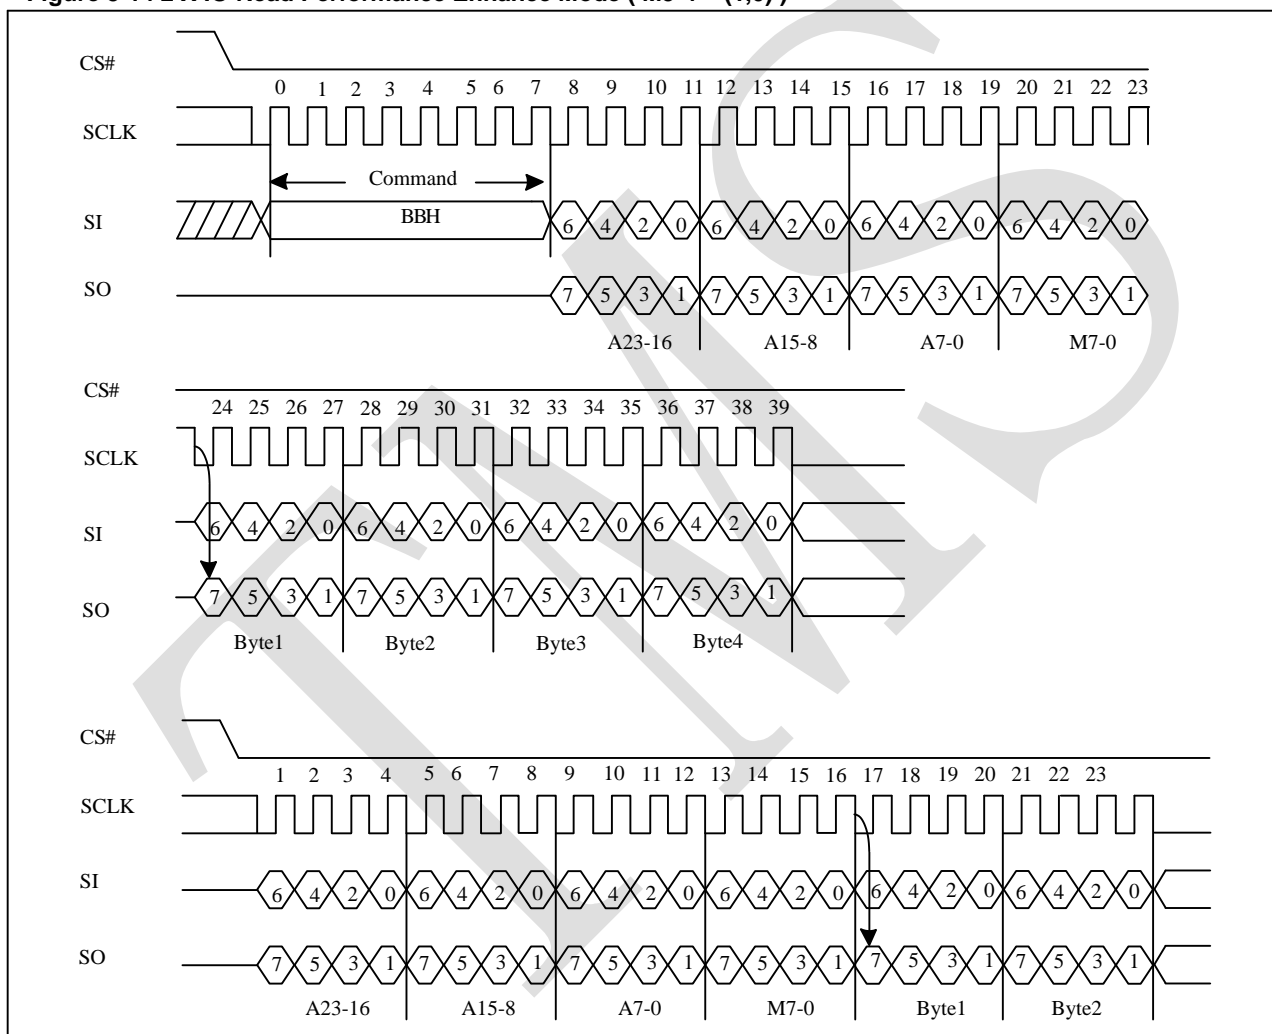 CS#
0 1 2 3 4 5 6 7 8 9 10 11 12 13 14 15 16 17 18 19 20 21 22 23
SCLK
Command
SI BBH 6 4 2 0 6 4 2 0 6 4 2 0 6 4 2 0
SO 7 5 3 1 7 5 3 1 7 5 3 1 7 5 3 1
A23-16 A15-8 A7-0 M7-0
CS#
24 25 26 27 28 29 30 31 32 33 34 35 36 37 38 39
SCLK
SI 6 4 2 0 6 4 2 0 6 4 2 0 6 4 2 0
SO 7 5 3 1 7 5 3 1 7 5 3 1 7 5 3 1
Byte1 Byte2 Byte3 Byte4
CS#
1 2 3 4 5 6 7 8 9 10 11 12 13 14 15 16 17 18 19 20 21 22 23
SCLK
SI 6 4 2 0 6 4 2 0 6 4 2 0 6 4 2 0 6 4 2 0 6 4 2 0
SO 7 5 3 1 7 5 3 1 7 5 3 1 7 5 3 1 7 5 3 1 7 5 3 1
A23-16 A15-8 A7-0 M7-0 Byte1 Byte2
TMS